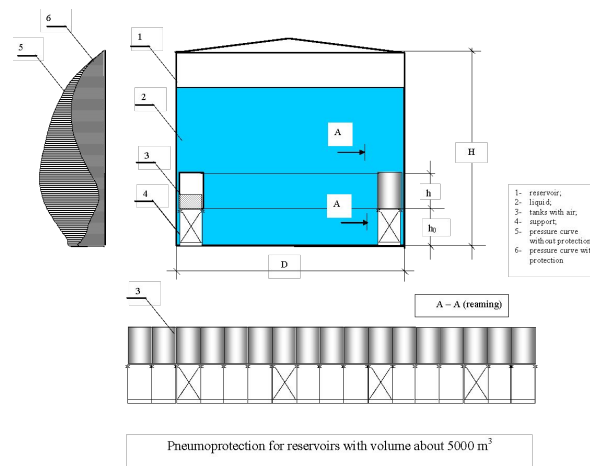 6
5
1
2
A
H
3
A
h
4
h₀
D
1- reservoir;
2- liquid;
3- tanks with air;
4- support;
5- pressure curve
without protection
6- pressure curve wit
protection
3
A – A (reaming)
Pneumoprotection for reservoirs with volume about 5000 m³